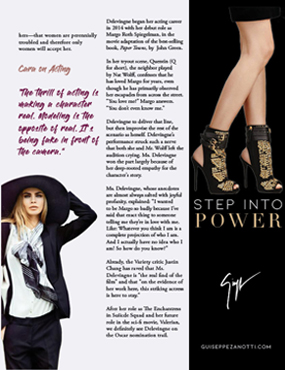 here—that women are perennially
troubled and therefore only
women will accept her.
Cara on Acting
"The thrill of acting is
making a character
real. Modeling is the
opposite of real. It's
being fake in front of
the camera."
Delevingne began her acting career
in 2014 with her debut role as
Margo Roth Spiegelman, in the
movie adaptation of the best-selling
book, Paper Towns, by John Green.
In her tryout scene, Quentin (Q
for short), the neighbor played
by Nat Wolff, confesses that he
has loved Margo for years, even
though he has primarily observed
her escapades from across the street.
"You love me?" Margo answers.
"You don't even know me."
Delevingne to deliver that line,
but then improvise the rest of the
scenario as herself. Delevingne's
performance struck such a nerve
that both she and Mr. Wolff left the
audition crying. Ms. Delevingne
won the part largely because of
her deep-rooted empathy for the
character's story.
Ms. Delevingne, whose anecdotes
are almost always salted with joyful
profanity, explained: "I wanted
to be Margo so badly because I've
said that exact thing to someone
telling me they're in love with me.
Like: Whatever you think I am is a
complete projection of who I am.
And I actually have no idea who I
am! So how do you know?"
Already, the Variety critic Justin
Chang has raved that Ms.
Delevingne is "the real find of the
film" and that "on the evidence of
her work here, this striking actress
is here to stay."
After her role as The Enchantress
in Suicide Squad and her future
role in the sci-fi movie, Valerian,
we definitely see Delevingne on
the Oscar nomination trail.
STEP INTO
POWER
GUISEPPEZANOTTI.COM